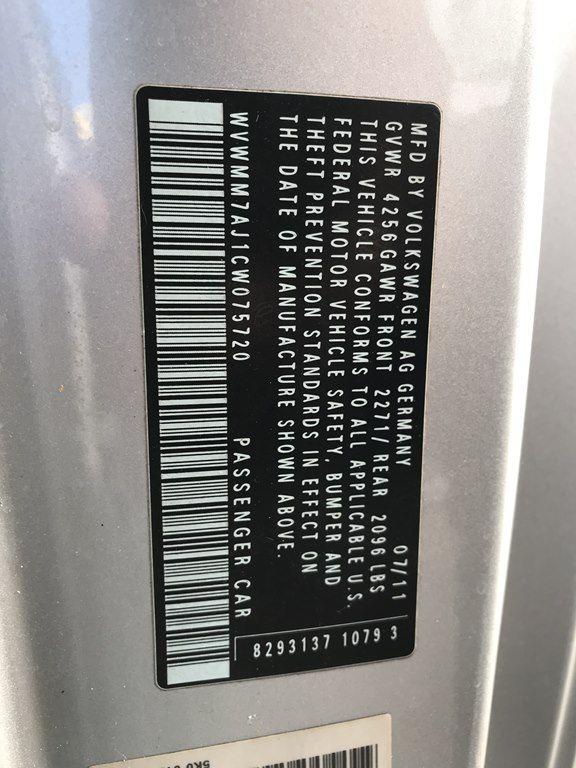 MFD BY VOLKSWAGEN AG GERMANY 07/11
GVWR 4256 GAWR FRONT 2271/ REAR 2096 LBS
THIS VEHICLE CONFORMS TO ALL APPLICABLE U.S.
FEDERAL MOTOR VEHICLE SAFETY, BUMPER AND
THEFT PREVENTION STANDARDS IN EFFECT ON
THE DATE OF MANUFACTURE SHOWN ABOVE.
8293137 1079 3
WVWMM7AJ1CW075720 PASSENGER CAR